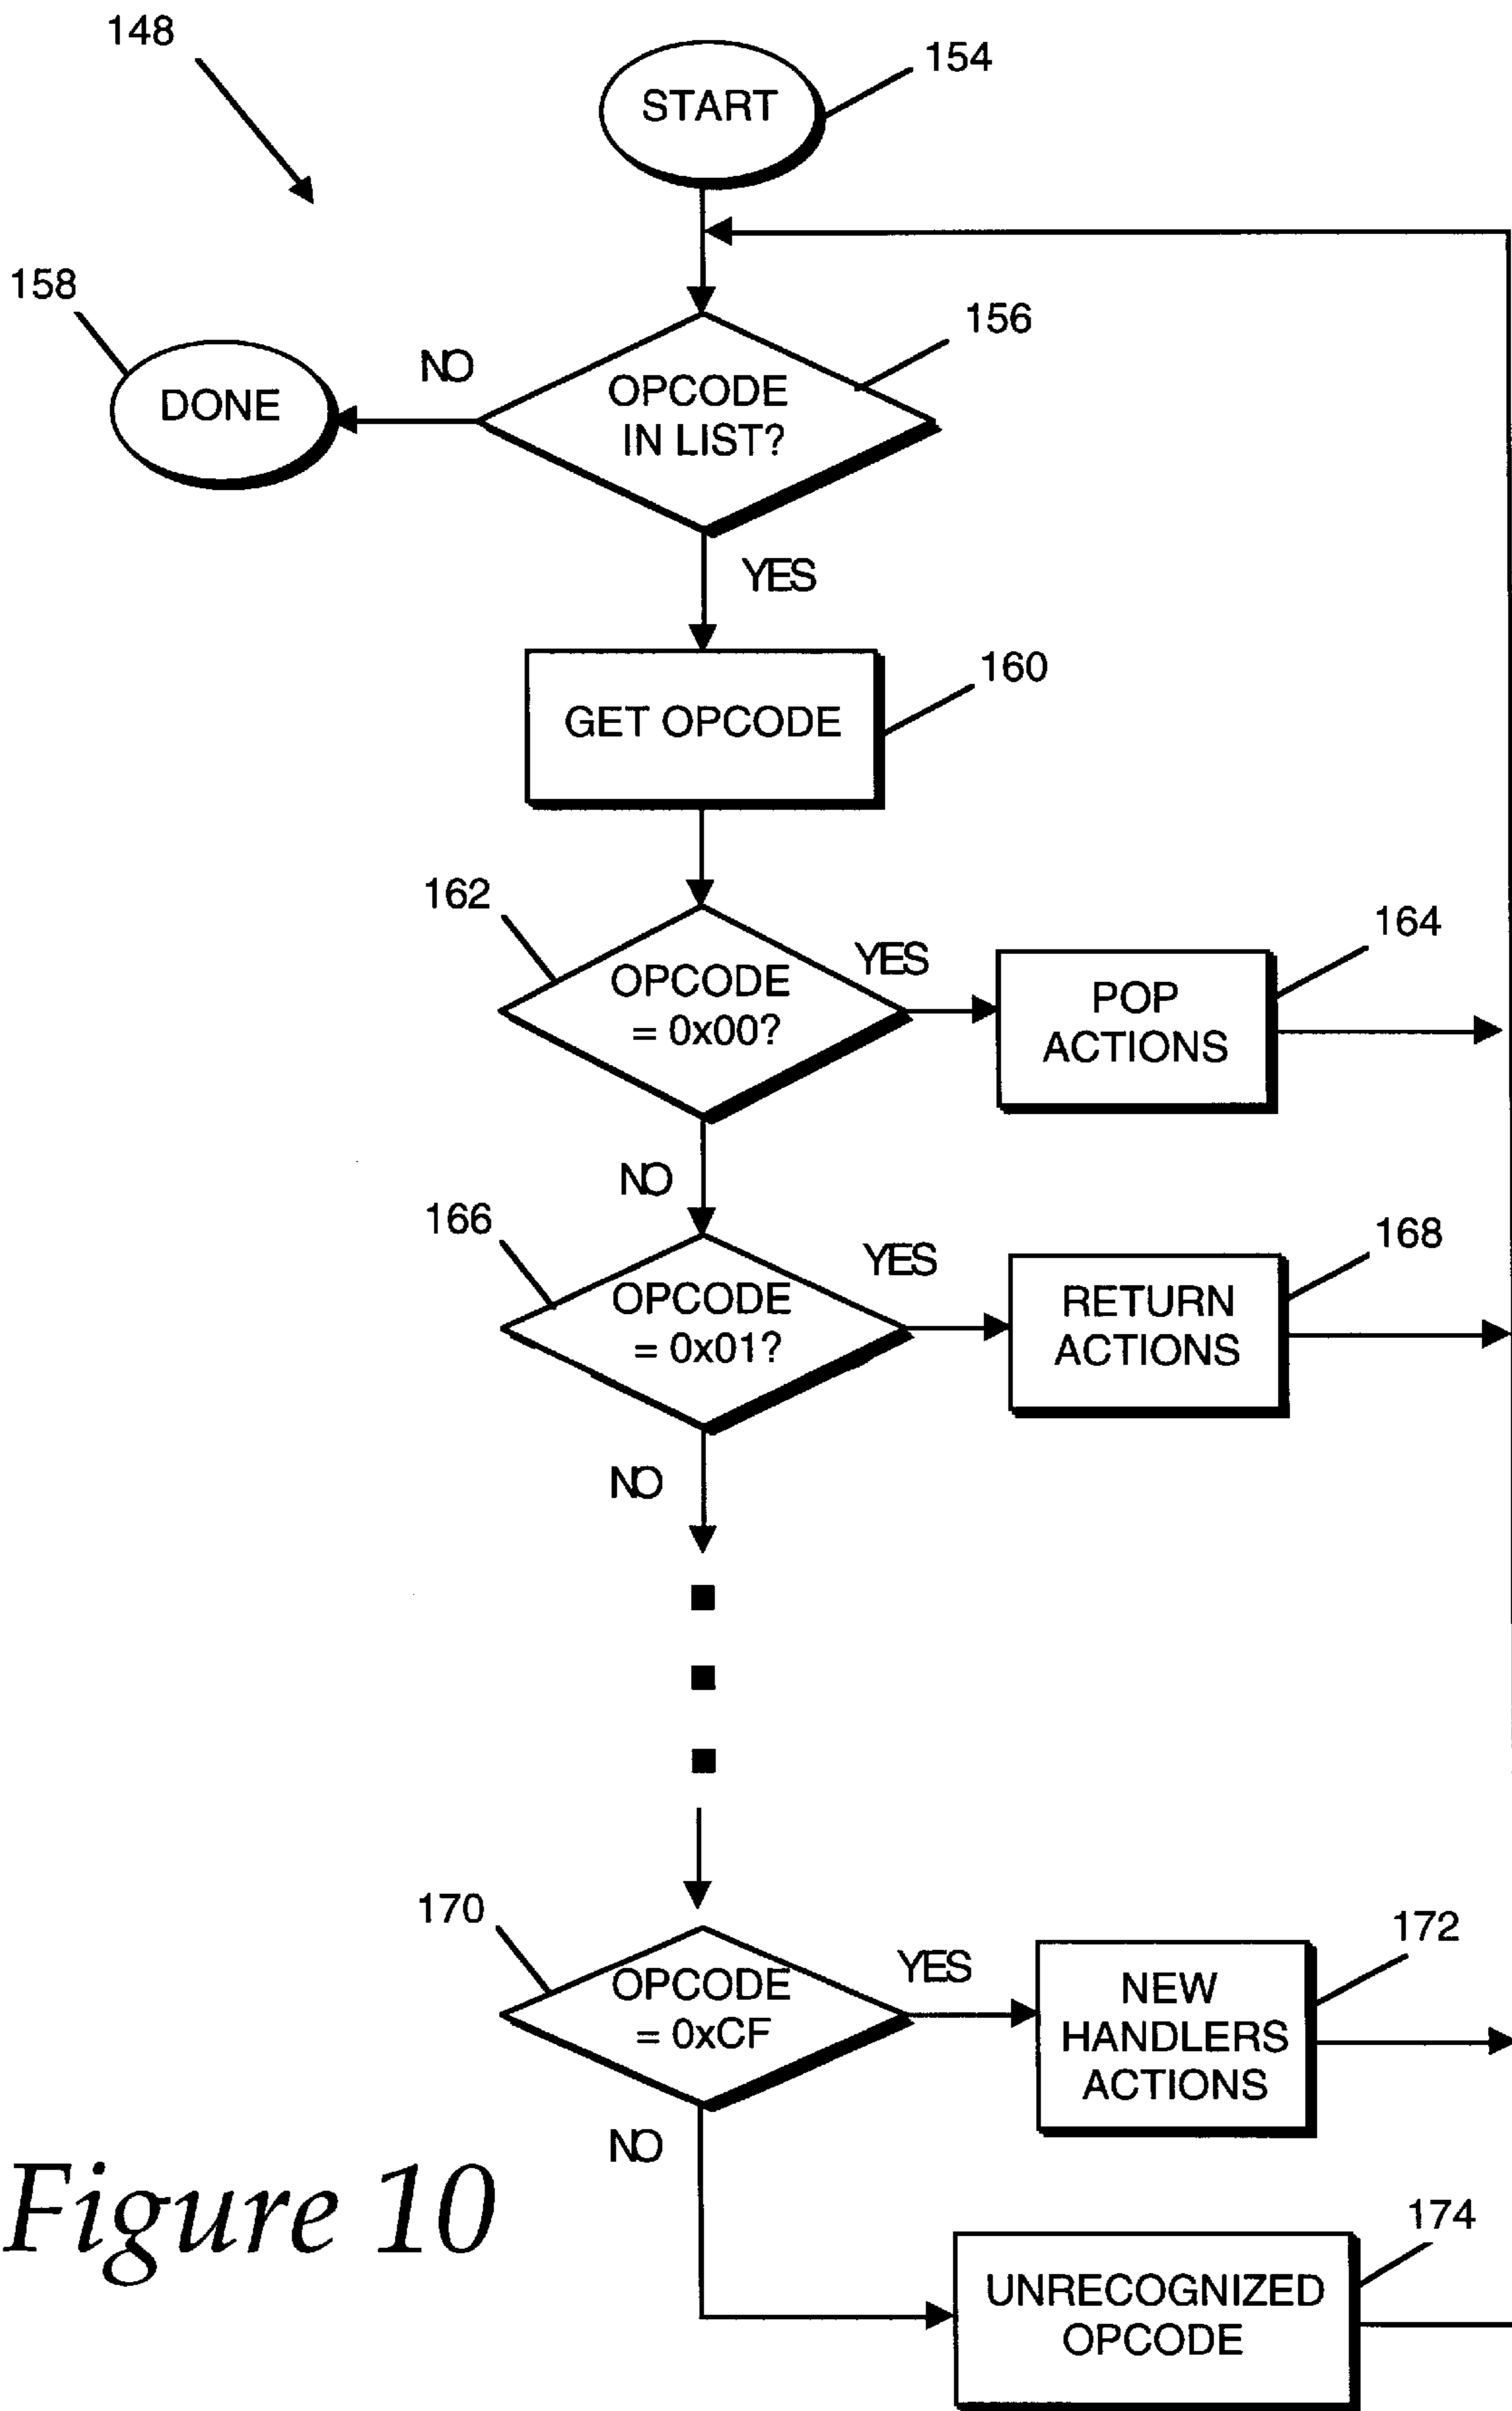 148
START
154
158
DONE
NO
OPCODE
IN LIST?
156
YES
GET OPCODE
160
162
OPCODE
= 0x00?
YES
POP
ACTIONS
164
NO
166
OPCODE
= 0x01?
YES
RETURN
ACTIONS
168
NO
170
OPCODE
= 0xCF
YES
NEW
HANDLERS
ACTIONS
172
NO
UNRECOGNIZED
OPCODE
174
Figure 10